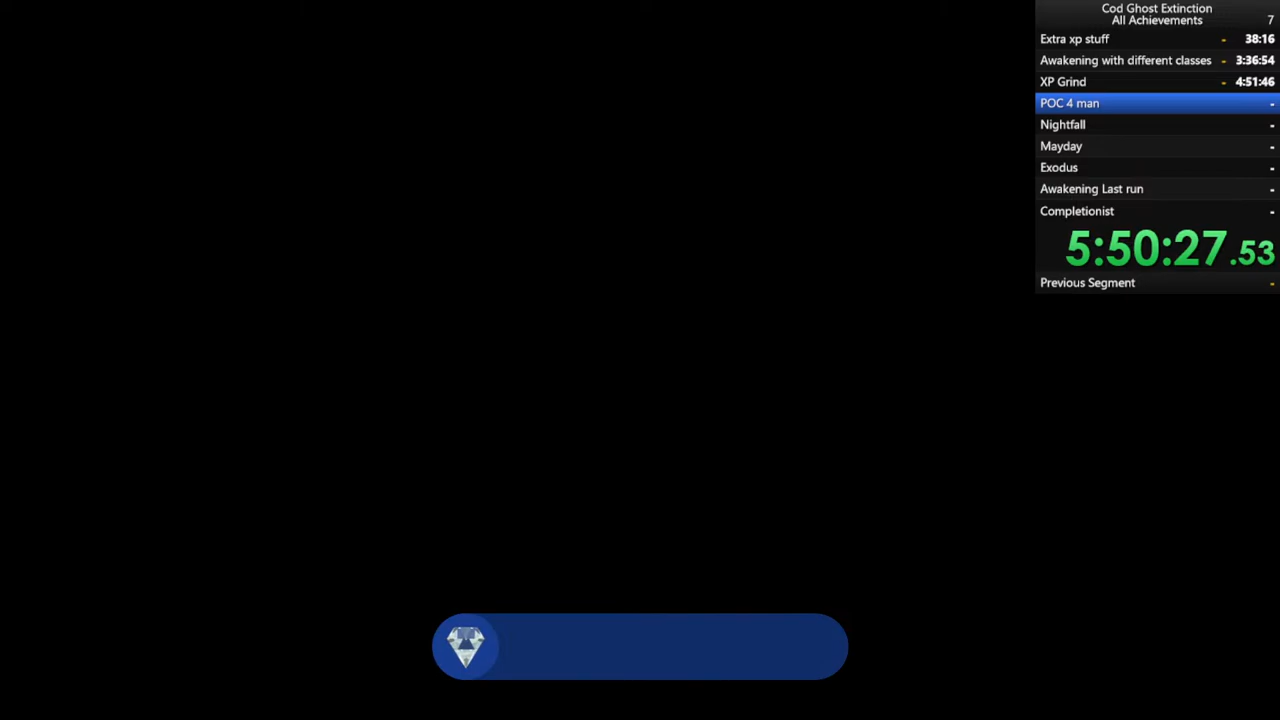 Cod Ghost Extinction
All Achievements 7
Extra xp stuff - 38:16
Awakening with different classes - 3:36:54
XP Grind - 4:51:46
POC 4 man -
Nightfall -
Mayday -
Exodus -
Awakening Last run -
Completionist -
5:50:27.53
Previous Segment -